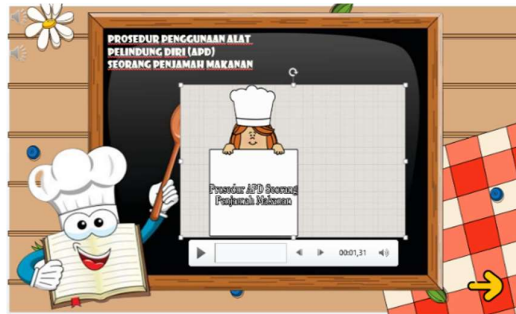 PROSEDUR PENGGUNAAN ALAT
PELINDUNG DIRI (APD)
SEORANG PENJAMAH MAKANAN
Prosedur APD Seorang
Penjamah Makanan
00:01,31